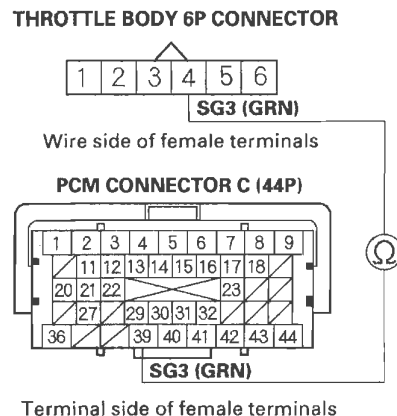 THROTTLE BODY 6P CONNECTOR
1 2 3 4 5 6
SG3 (GRN)
Wire side of female terminals
PCM CONNECTOR C (44P)
1 2 3 4 5 6 7 8 9
11 12 13 14 15 16 17 18
Ω
20 21 22 23
27 29 30 31 32
36 39 40 41 42 43 44
SG3 (GRN)
Terminal side of female terminals